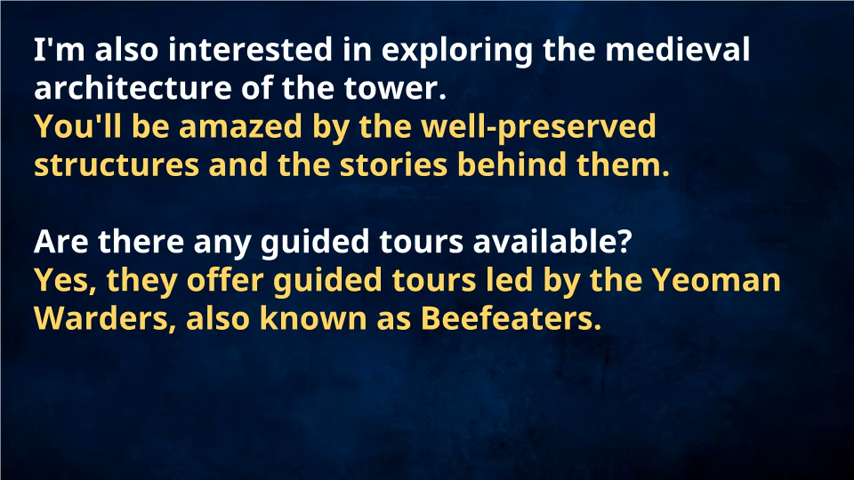 I'm also interested in exploring the medieval
architecture of the tower.
You'll be amazed by the well-preserved
structures and the stories behind them.
Are there any guided tours available?
Yes, they offer guided tours led by the Yeoman
Warders, also known as Beefeaters.